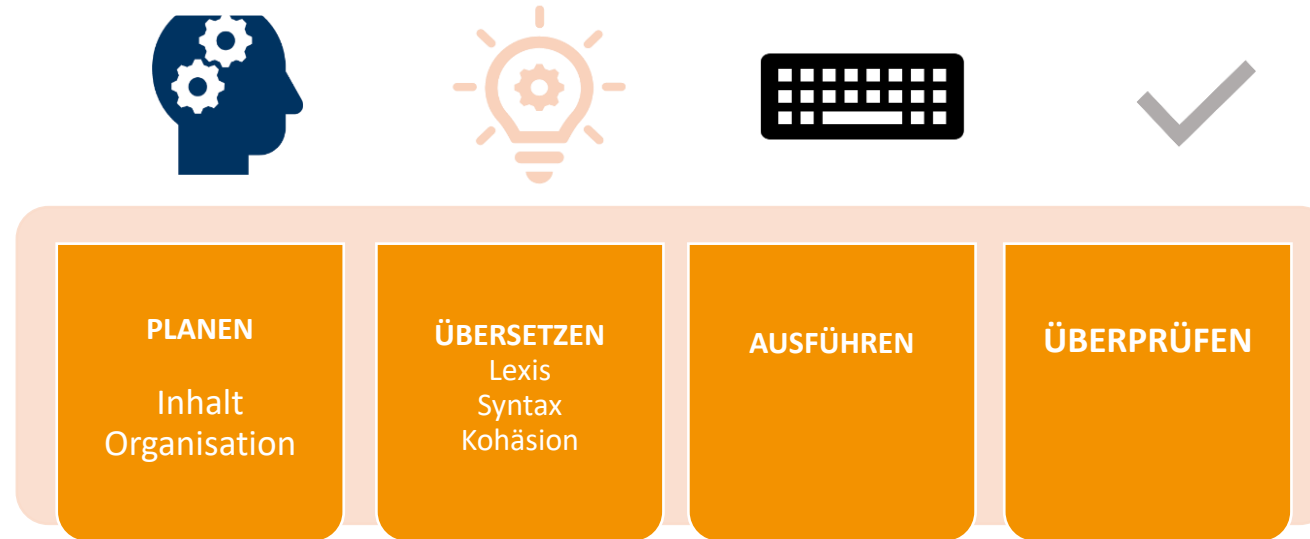 PLANEN
Inhalt
Organisation
ÜBERSETZEN
Lexis
Syntax
Kohäsion
AUSFÜHREN
ÜBERPRÜFEN